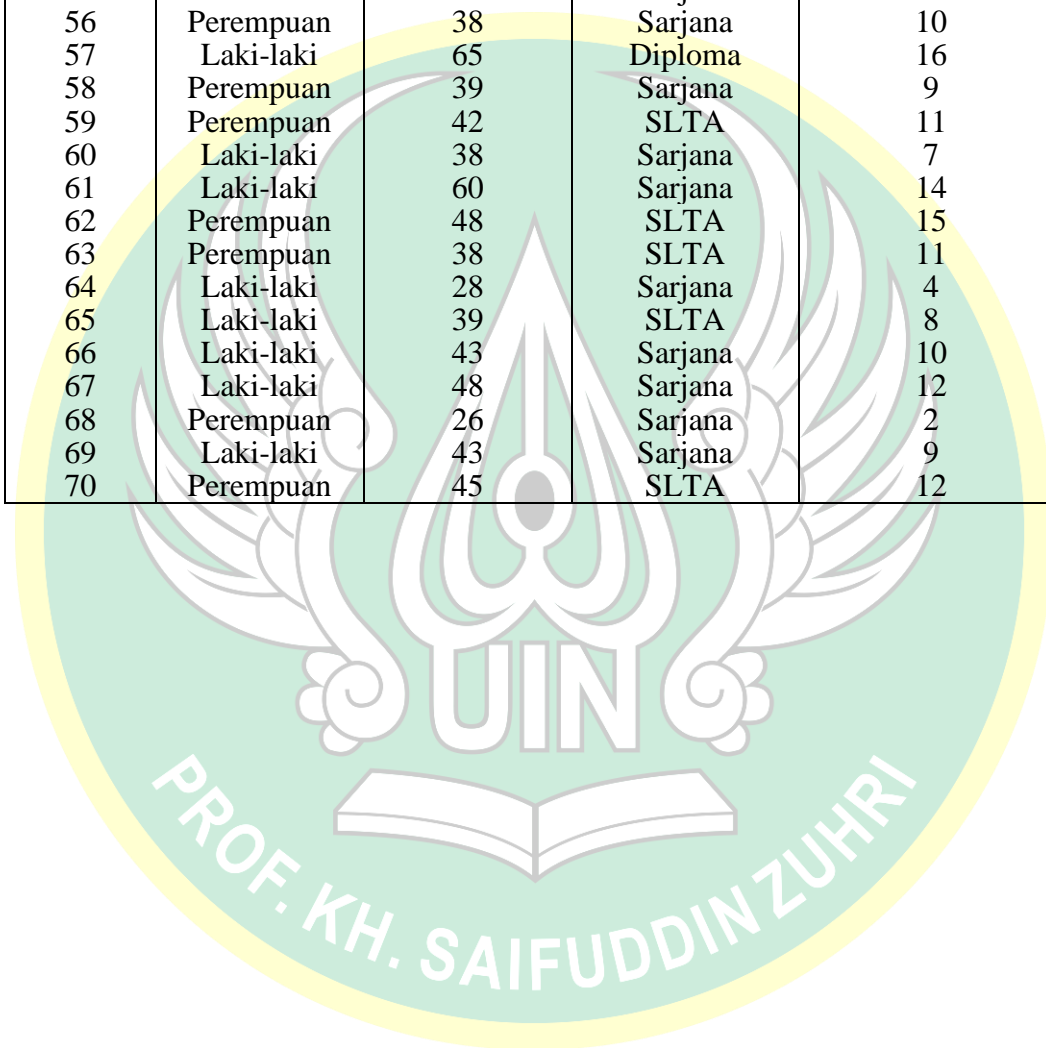 56 Perempuan 38 Sarjana 10
57 Laki-laki 65 Diploma 16
58 Perempuan 39 Sarjana 9
59 Perempuan 42 SLTA 11
60 Laki-laki 38 Sarjana 7
61 Laki-laki 60 Sarjana 14
62 Perempuan 48 SLTA 15
63 Perempuan 38 SLTA 11
64 Laki-laki 28 Sarjana 4
65 Laki-laki 39 SLTA 8
66 Laki-laki 43 Sarjana 10
67 Laki-laki 48 Sarjana 12
68 Perempuan 26 Sarjana 2
69 Laki-laki 43 Sarjana 9
70 Perempuan 45 SLTA 12
UIN
PROF. KH. SAIFUDDIN ZUHRI